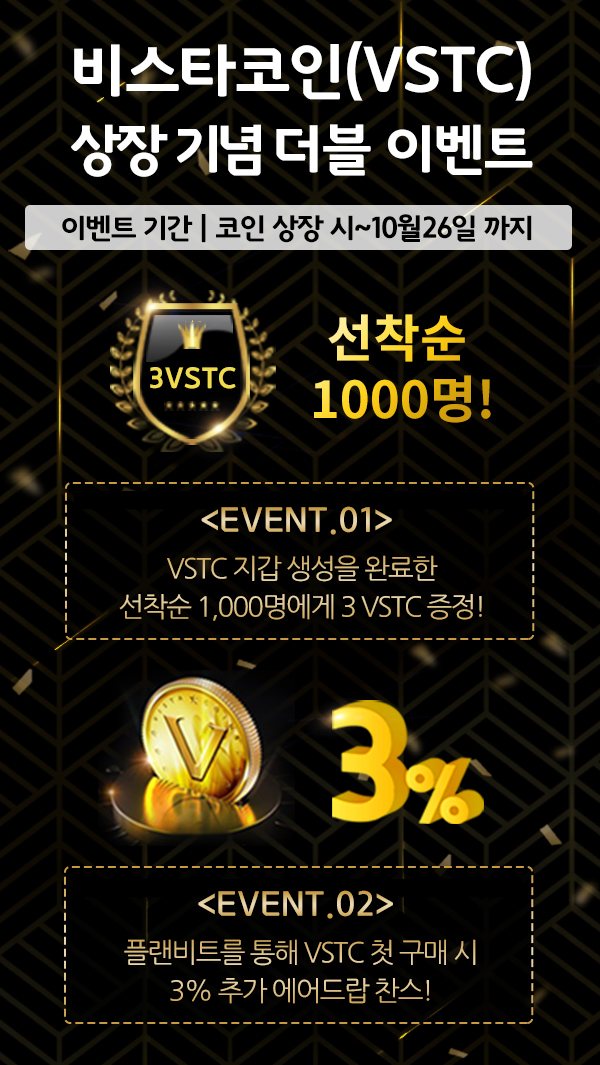 비스타코인(VSTC)
상장 기념 더블 이벤트
이벤트 기간 | 코인 상장 시~10월26일 까지
3VSTC
선착순
1000명!
<EVENT.01>
VSTC 지갑 생성을 완료한
선착순 1,000명에게 3 VSTC 증정!
V
3%
<EVENT.02>
플랜비트를 통해 VSTC 첫 구매 시
3% 추가 에어드랍 찬스!